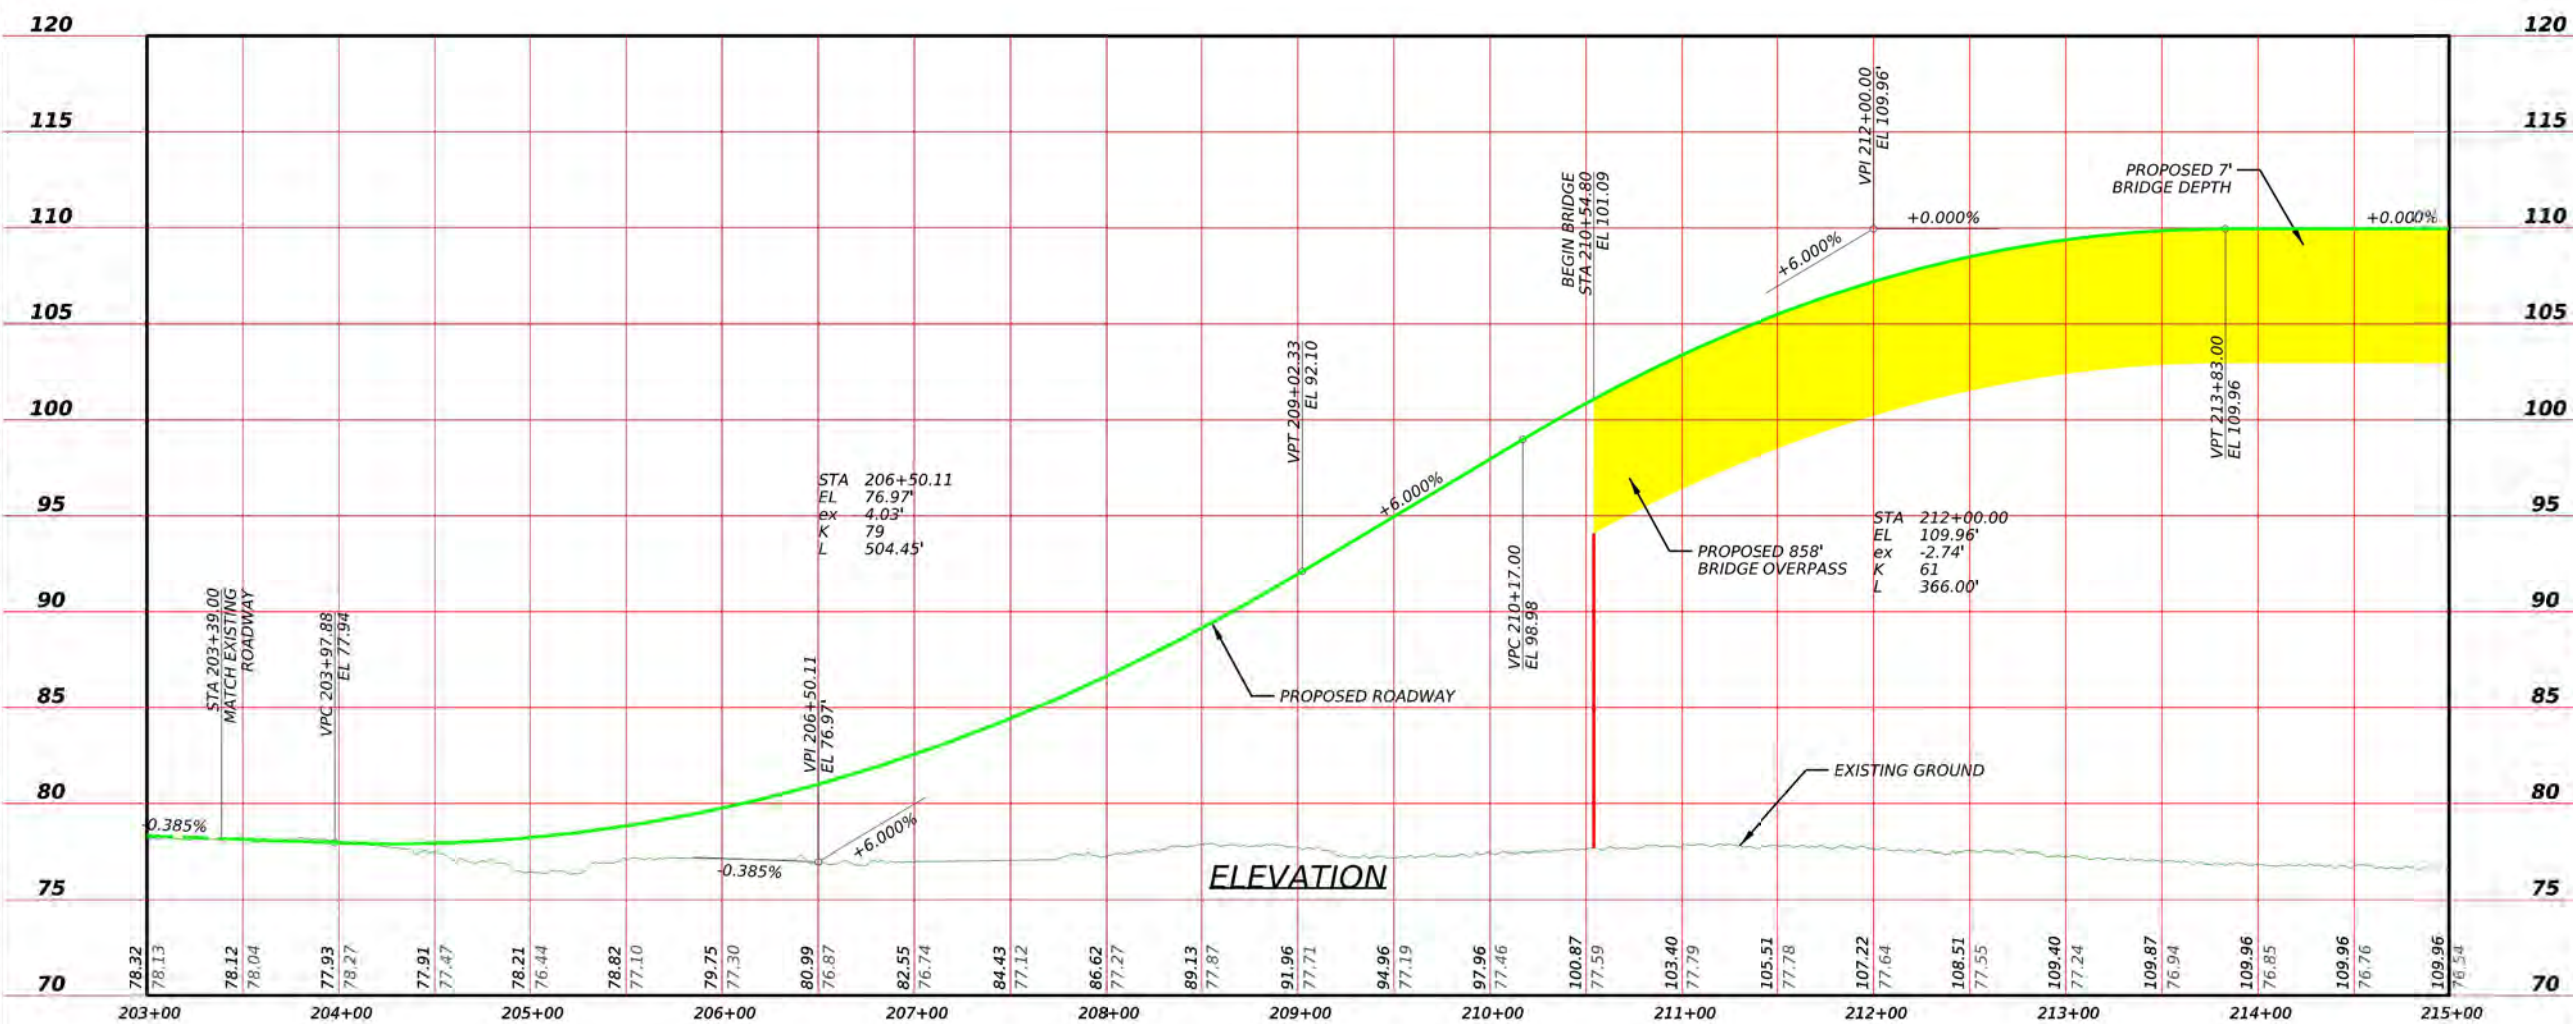 120
120
115
115
110
110
105
105
100
100
95
95
90
90
85
85
80
80
75
75
70
70
VPI 212+00.00
EL 109.96'
PROPOSED 7'
BRIDGE DEPTH
+0.000%
+0.000%
+6.000%
BEGIN BRIDGE
STA 210+54.80
EL 101.09
VPT 209+02.33
EL 92.10
VPT 213+83.00
EL 109.96
STA 206+50.11
EL 76.97'
ex 4.03'
K 79
L 504.45'
+6.000%
STA 212+00.00
EL 109.96'
ex -2.74'
K 61
L 366.00'
PROPOSED 858'
BRIDGE OVERPASS
VPC 210+17.00
EL 98.98
STA 203+39.00
MATCH EXISTING
ROADWAY
VPC 203+97.88
EL 77.94
VPI 206+50.11
EL 76.97'
PROPOSED ROADWAY
EXISTING GROUND
-0.385%
+6.000%
-0.385%
ELEVATION
78.32
78.13
78.12
78.04
77.93
78.27
77.91
77.47
78.21
76.44
78.82
77.10
79.75
77.30
80.99
76.87
82.55
76.74
84.43
77.12
86.62
77.27
89.13
77.87
91.96
77.71
94.96
77.19
97.96
77.46
100.87
77.59
103.40
77.79
105.51
77.78
107.22
77.64
108.51
77.55
109.40
77.24
109.87
76.94
109.96
76.85
109.96
76.76
109.96
76.54
203+00
204+00
205+00
206+00
207+00
208+00
209+00
210+00
211+00
212+00
213+00
214+00
215+00